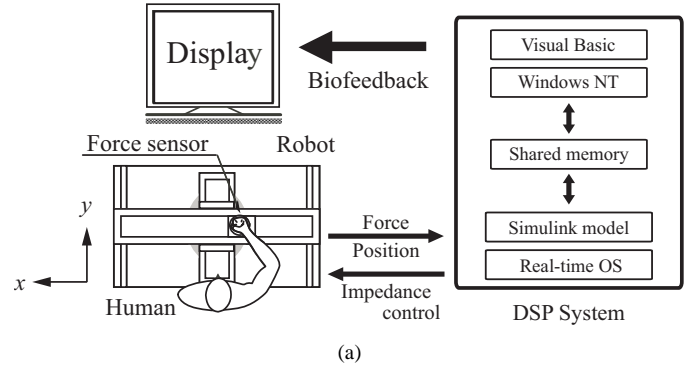 Display
Biofeedback
Force sensor
Robot
y
x
Human
Force
Position
Impedance
control
Visual Basic
Windows NT
Shared memory
Simulink model
Real-time OS
DSP System
(a)